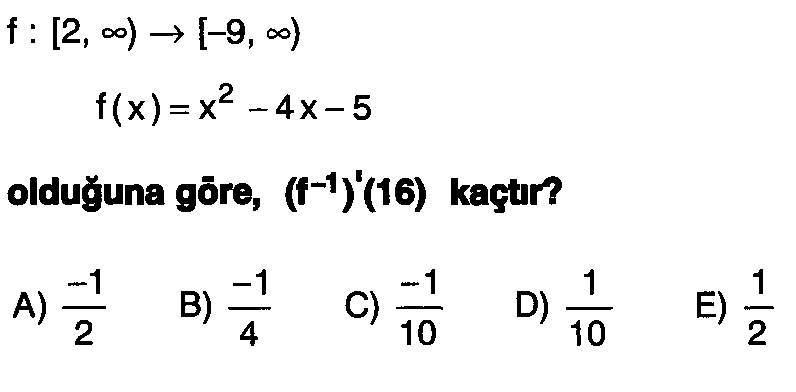 f : [2, ∞) → [–9, ∞)
f(x) = x² – 4x – 5
olduğuna göre, (f⁻¹)'(16) kaçtır?
A) –1/2 B) –1/4 C) –1/10 D) 1/10 E) 1/2